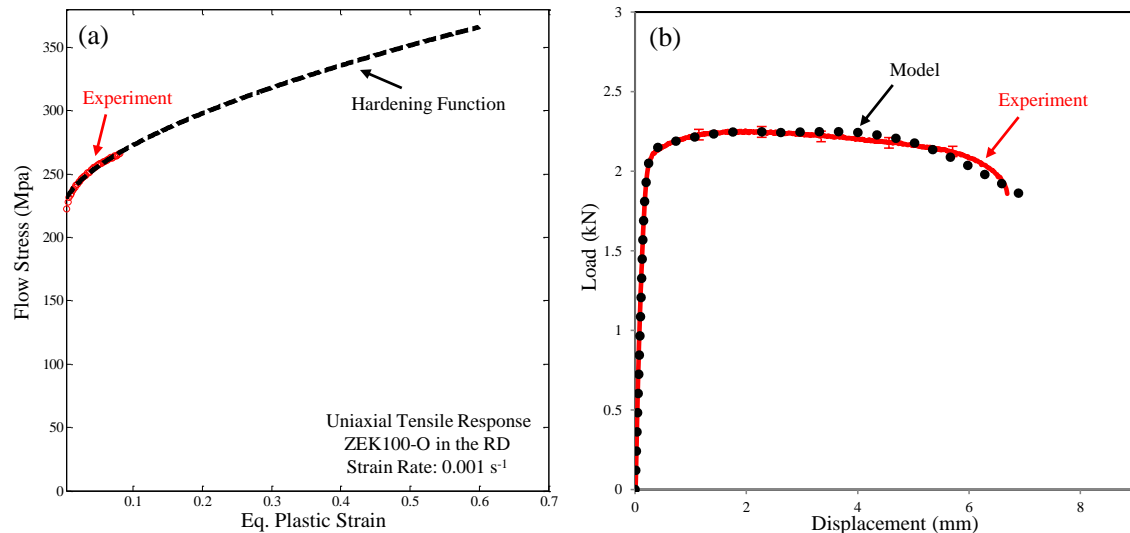 (a)
350
300
250
200
150
100
50
0
Flow Stress (Mpa)
Experiment
Hardening Function
Uniaxial Tensile Response
ZEK100-O in the RD
Strain Rate: 0.001 s⁻¹
0.1 0.2 0.3 0.4 0.5 0.6 0.7
Eq. Plastic Strain
(b)
3
2.5
2
1.5
1
0.5
0
Load (kN)
Model
Experiment
0 2 4 6 8
Displacement (mm)